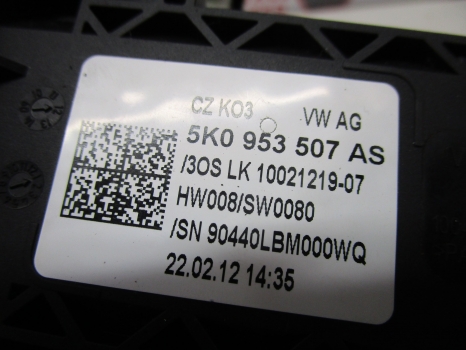 CZ KO3 VW AG
5K0 953 507 AS
/3OS LK 10021219-07
HW008/SW0080
/SN 90440LBM000WQ
22.02.12 14:35